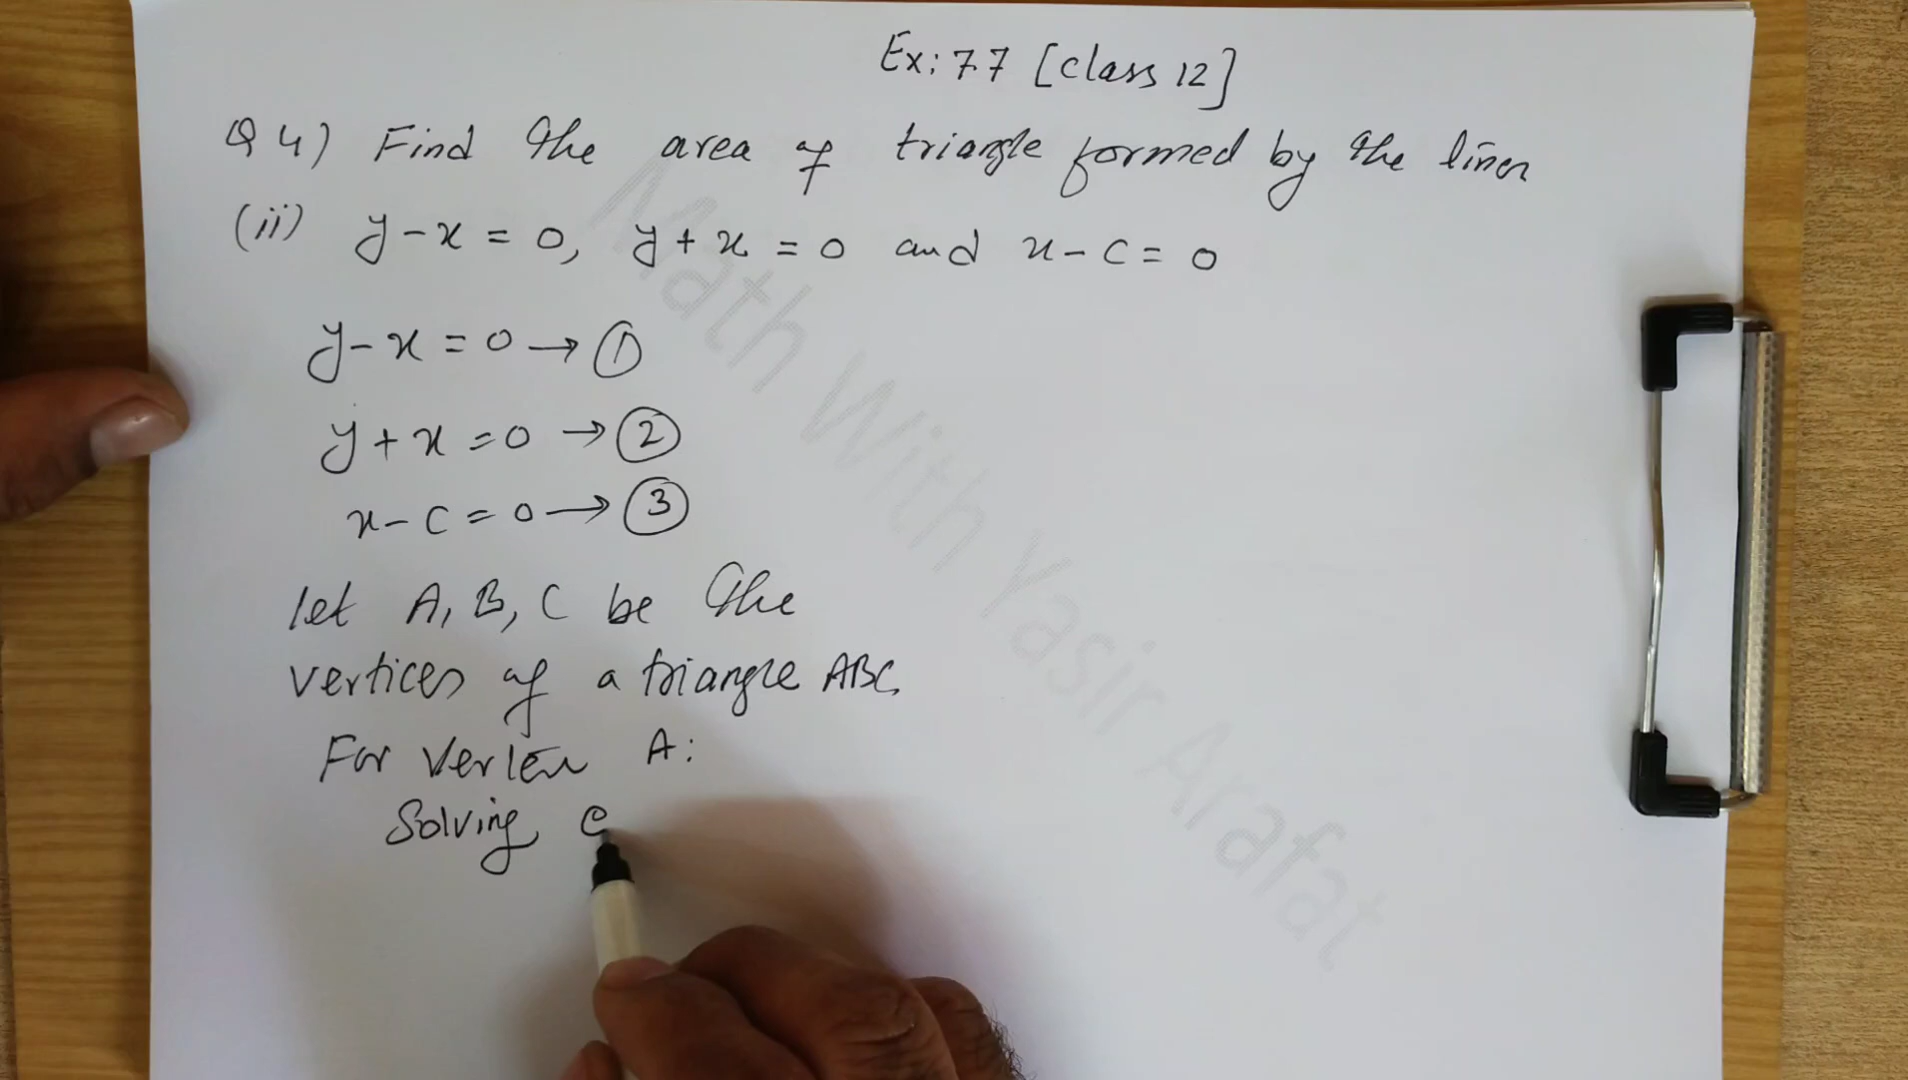 Ex: 7.7 [Class 12]
Q 4) Find the area of triangle formed by the lines
(ii) y - x = 0, y + x = 0 and x - c = 0
y - x = 0 → ①
y + x = 0 → ②
x - c = 0 → ③
let A, B, C be the
vertices of a triangle ABC.
For vertex A:
Solving e
Math With Yasir Arafat